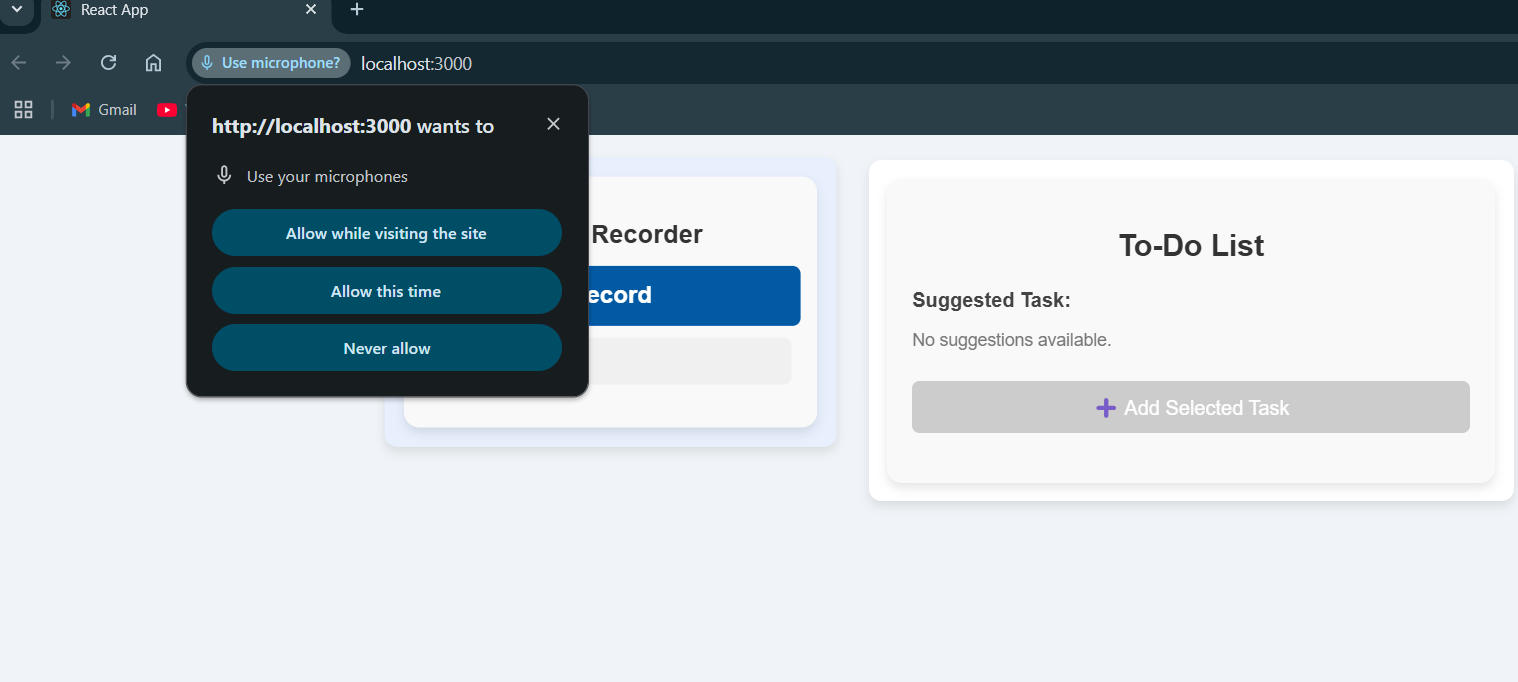 React App
Use microphone?
localhost:3000
Gmail
http://localhost:3000 wants to
Use your microphones
Allow while visiting the site
Allow this time
Never allow
Recorder
ecord
To-Do List
Suggested Task:
No suggestions available.
Add Selected Task